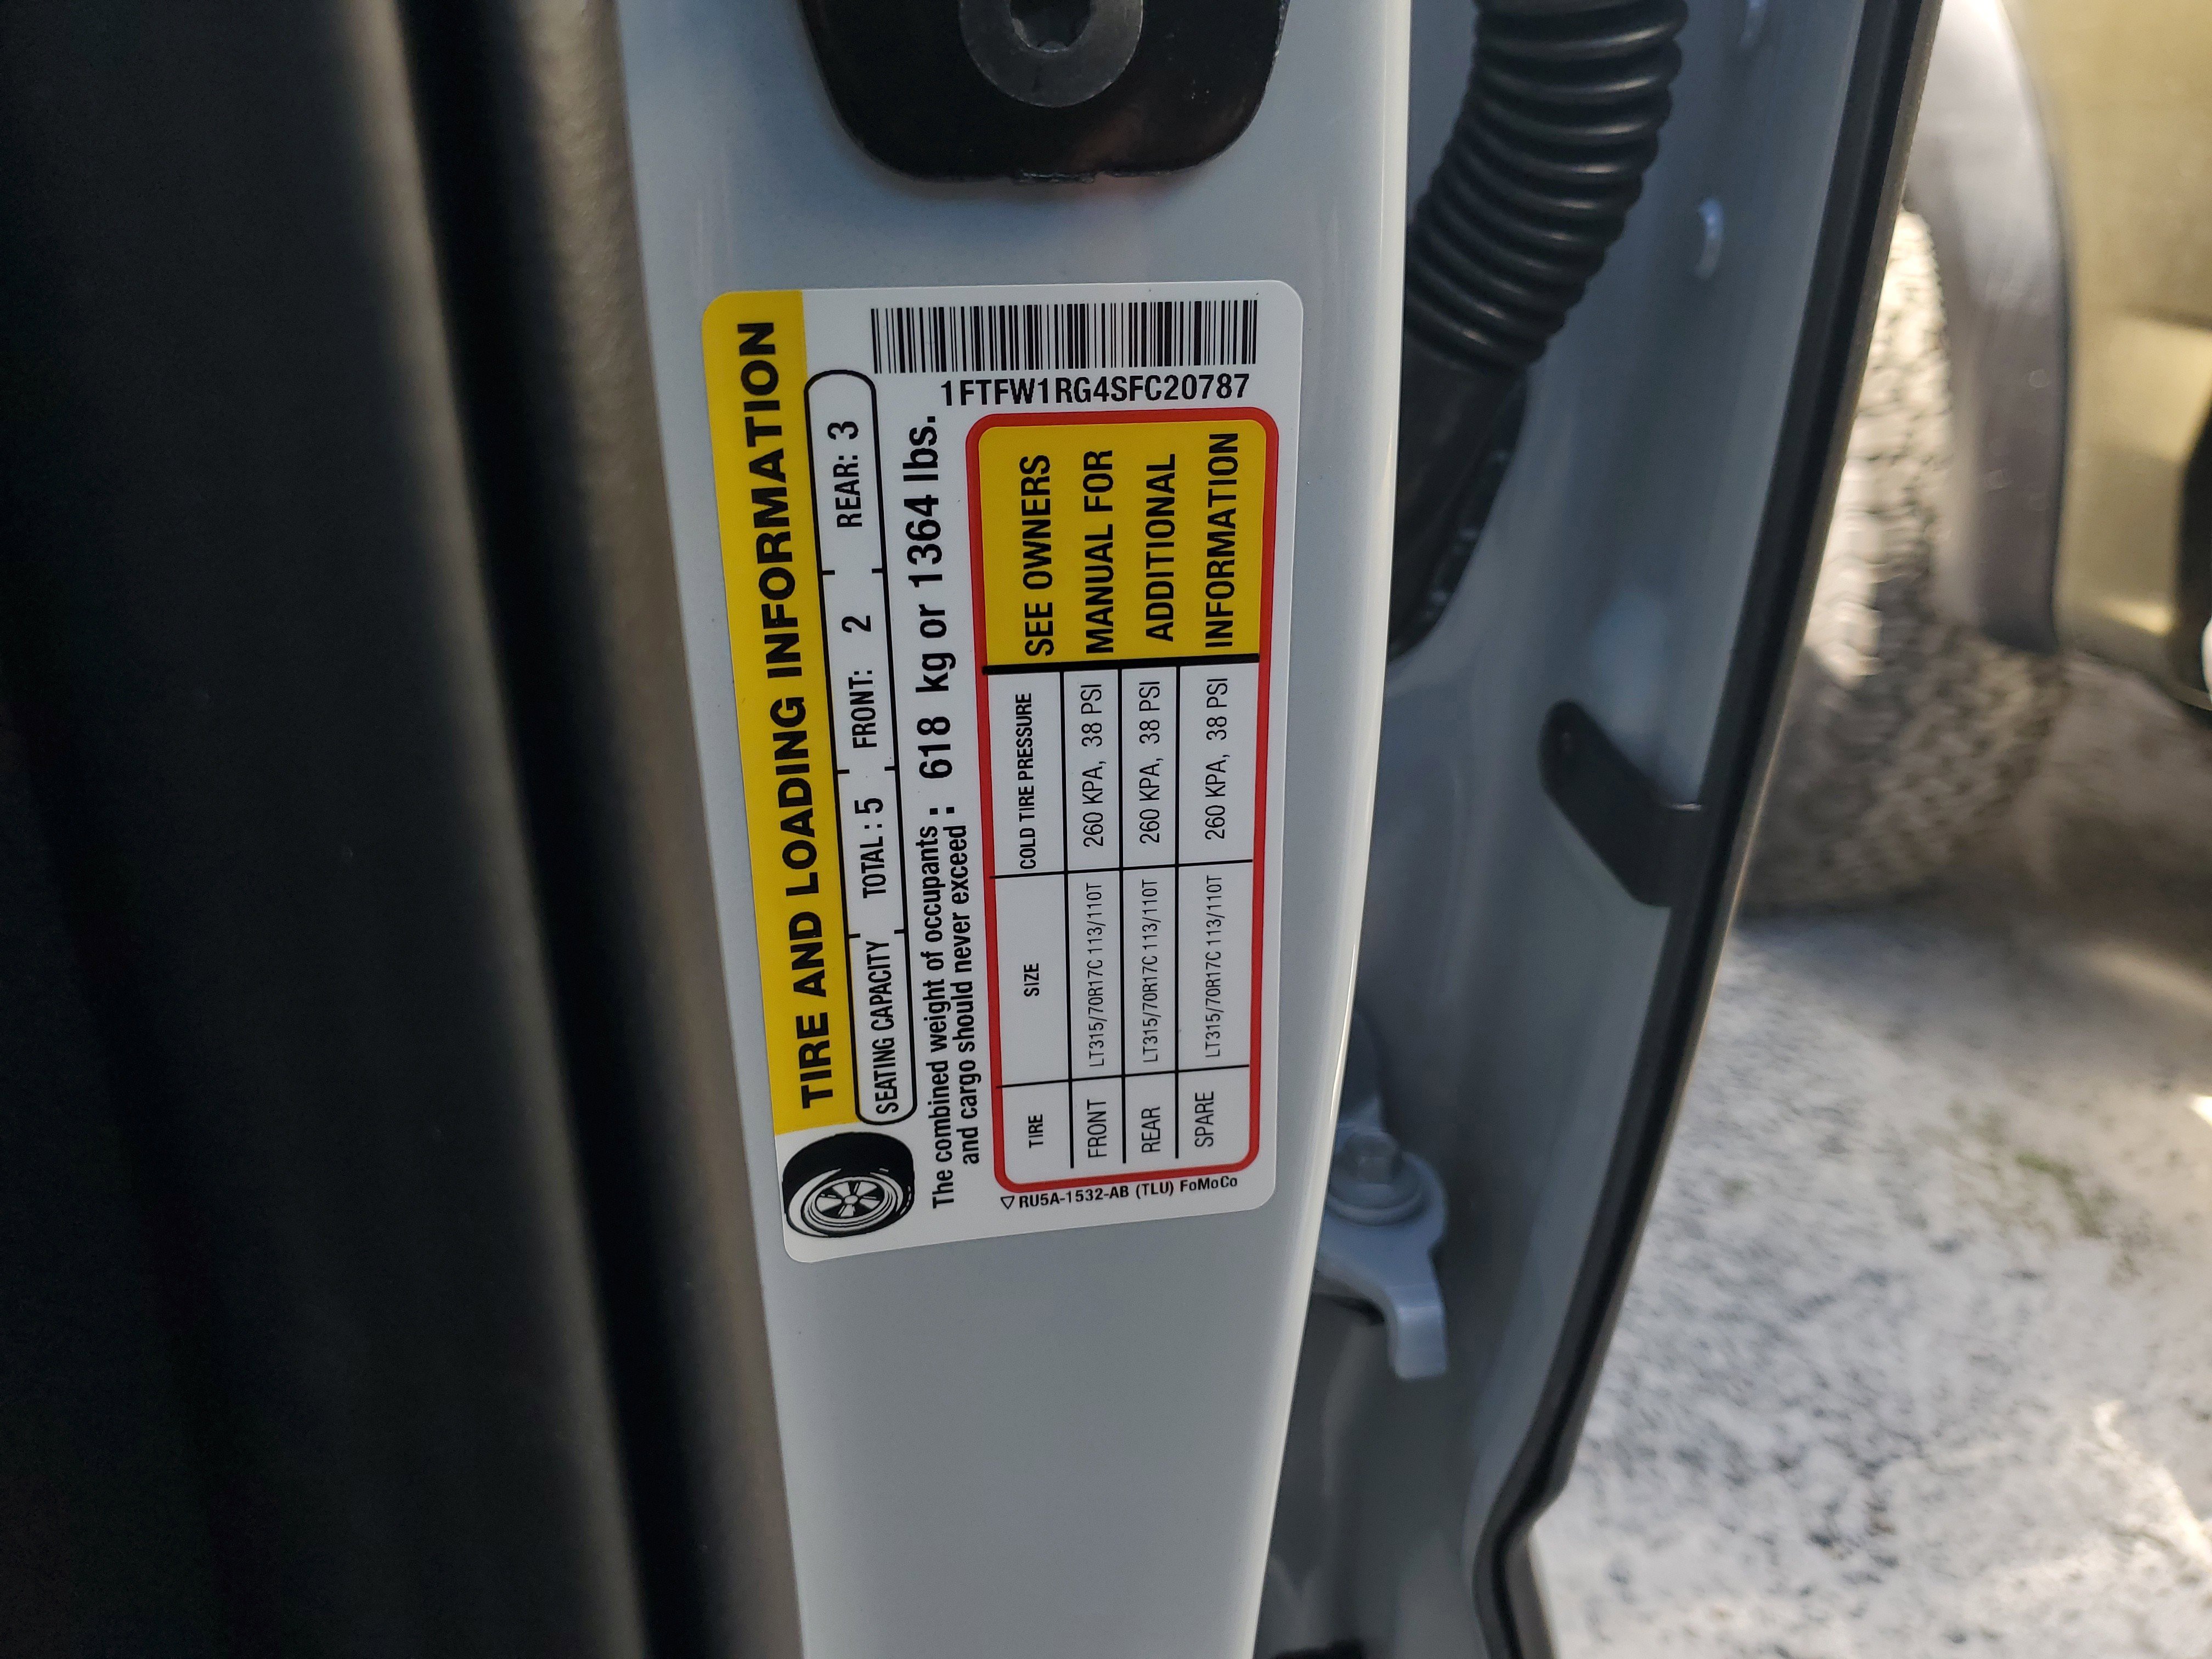 TIRE AND LOADING INFORMATION
SEATING CAPACITY TOTAL : 5 FRONT: 2 REAR: 3
The combined weight of occupants : 618 kg or 1364 lbs.
and cargo should never exceed :
1FTFW1RG4SFC20787
TIRE SIZE COLD TIRE PRESSURE
FRONT LT315/70R17C 113/110T 260 KPA, 38 PSI
REAR LT315/70R17C 113/110T 260 KPA, 38 PSI
SPARE LT315/70R17C 113/110T 260 KPA, 38 PSI
SEE OWNERS
MANUAL FOR
ADDITIONAL
INFORMATION
RU5A-1532-AB (TLU) FoMoCo